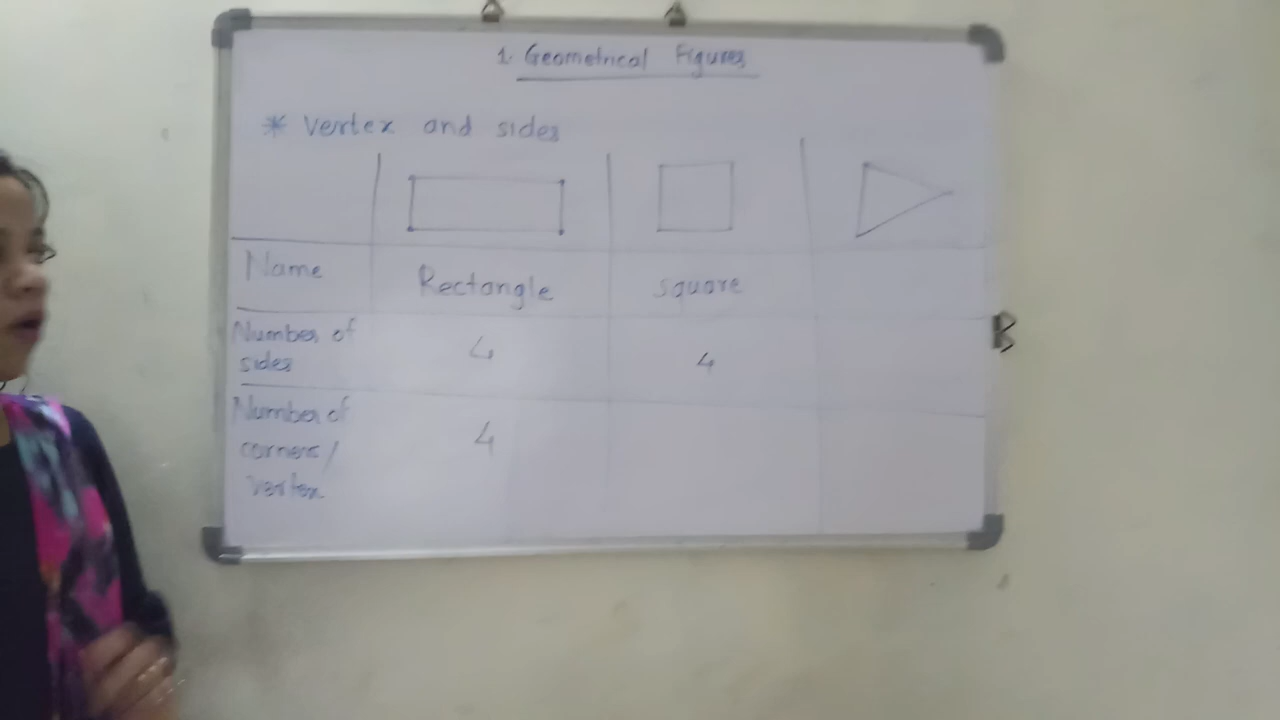 1. Geometrical Figures
* Vertex and sides
Name Rectangle square
Number of
sides
4 4
Number of
corners/
vertex
4